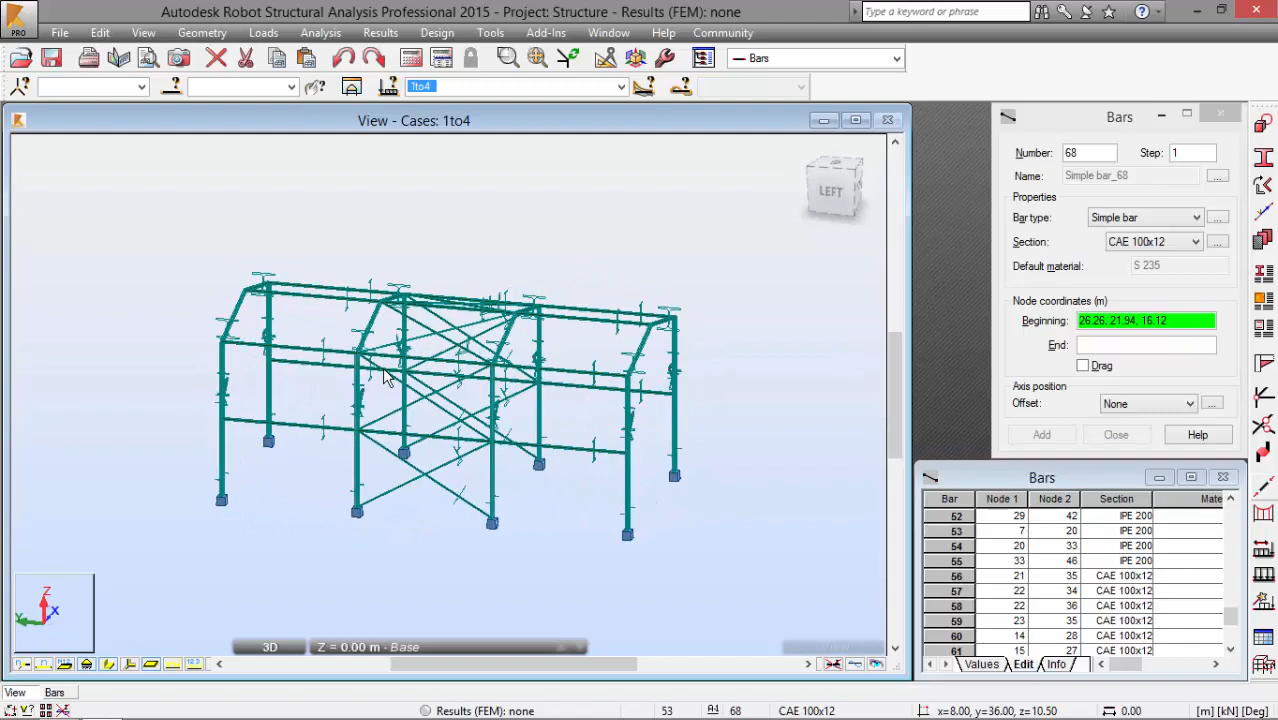 Autodesk Robot Structural Analysis Professional 2015 - Project: Structure - Results (FEM): none
Type a keyword or phrase
PRO
File Edit View Geometry Loads Analysis Results Design Tools Add-Ins Window Help Community
Bars
1to4
View - Cases: 1to4
LEFT
Z
X
Y
3D
Z = 0.00 m - Base
View
Bars
Number: 68 Step: 1
Name: Simple bar_68 ...
Properties
Bar type: Simple bar ...
Section: CAE 100x12 ...
Default material: S 235
Node coordinates (m)
Beginning: 26.26, 21.94, 16.12
End:
Drag
Axis position
Offset: None ...
Add Close Help
Bars
Bar Node 1 Node 2 Section Mate
52 29 42 IPE 200
53 7 20 IPE 200
54 20 33 IPE 200
55 33 46 IPE 200
56 21 35 CAE 100x12
57 22 34 CAE 100x12
58 22 36 CAE 100x12
59 23 35 CAE 100x12
60 14 28 CAE 100x12
61 15 27 CAE 100x12
Values Edit Info
View Bars
Results (FEM): none 53 68 CAE 100x12 x=8.00; y=36.00; z=10.50 0.00 [m] [kN] [Deg]